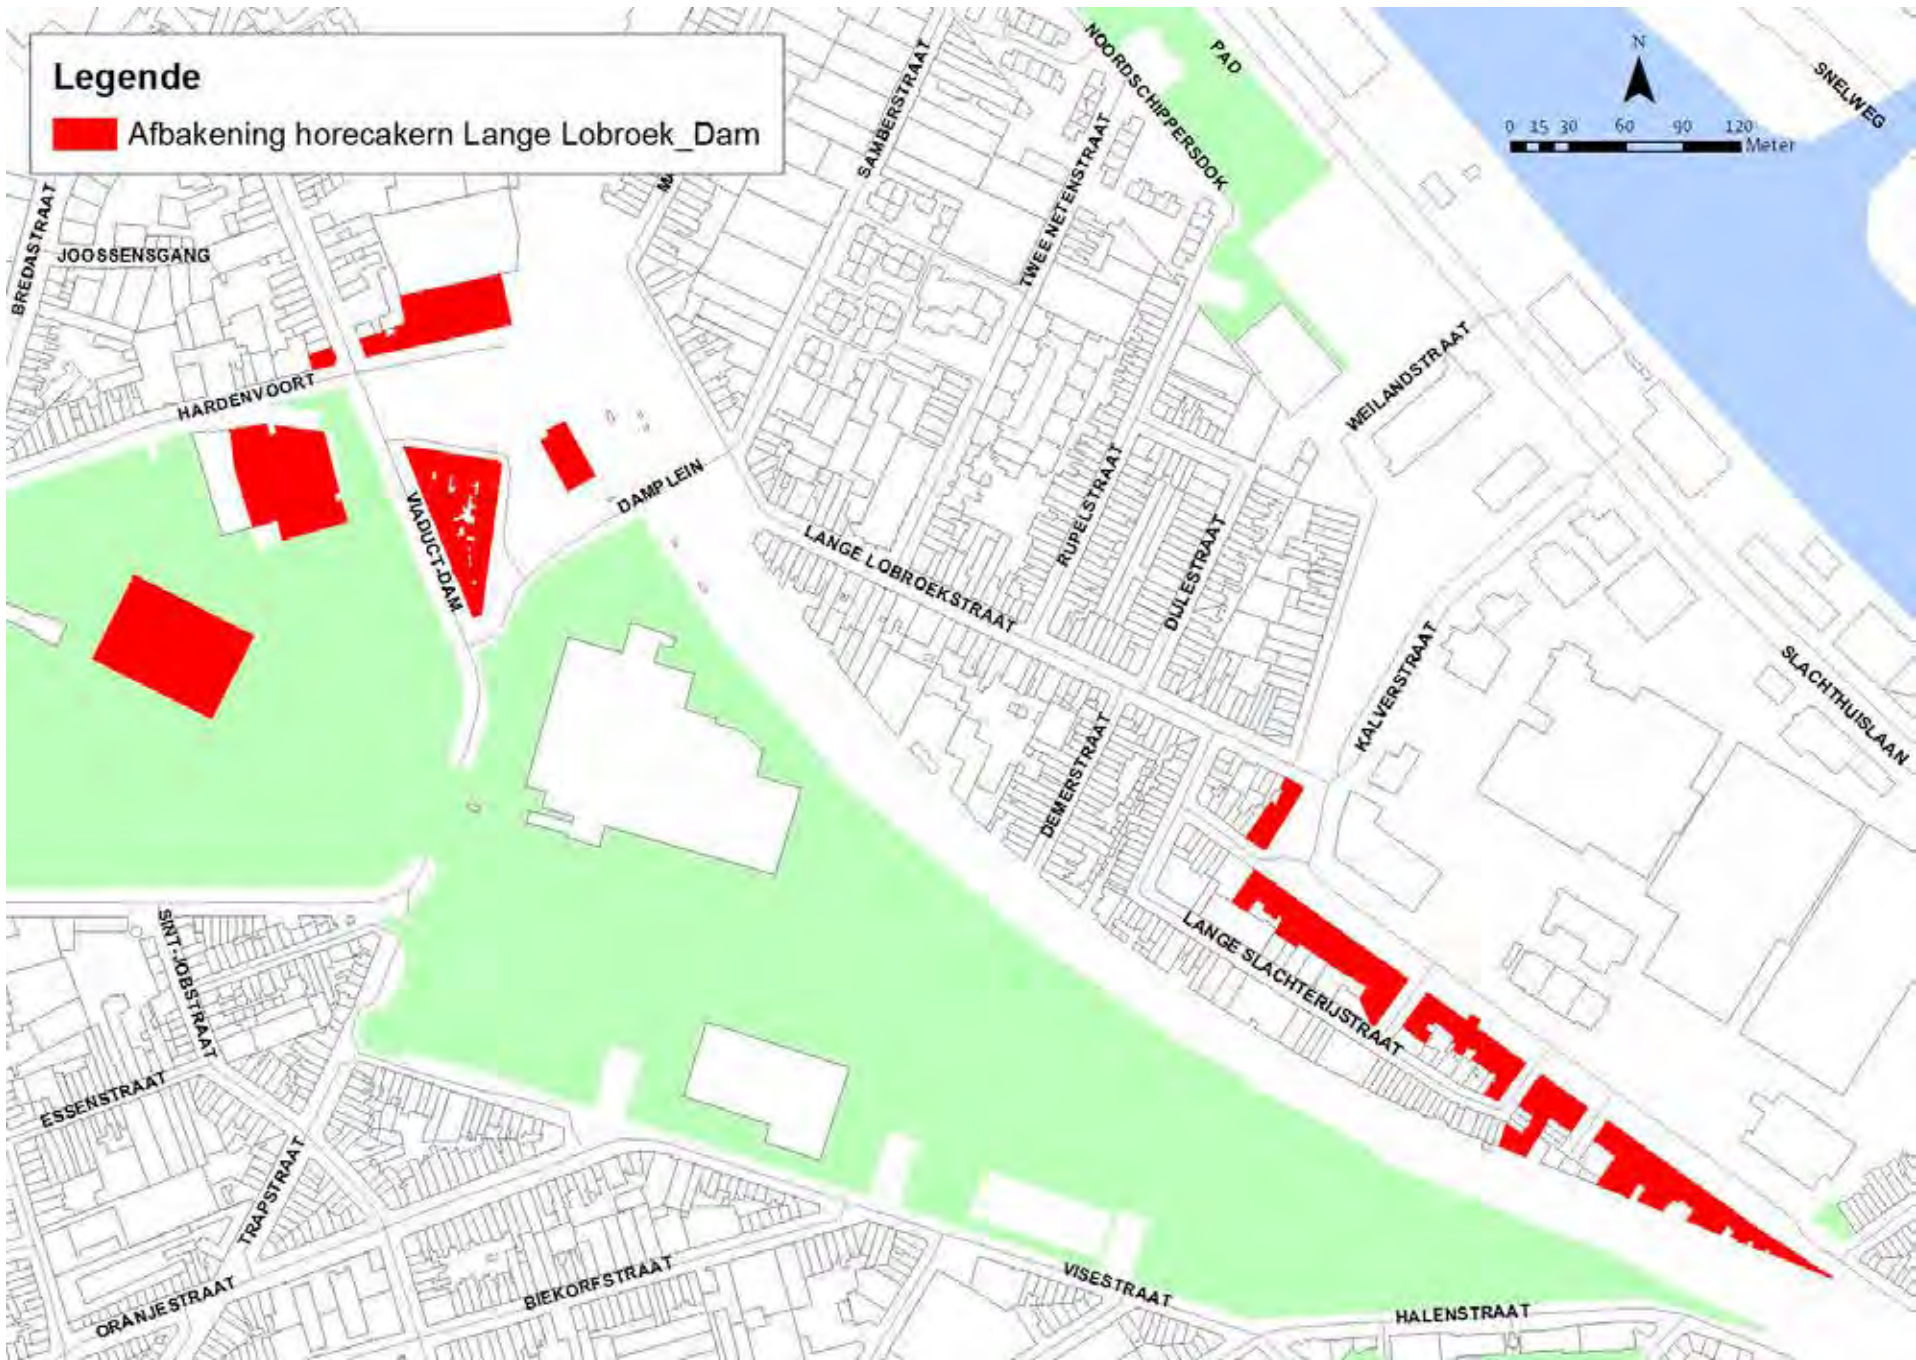 Legende
Afbakening horecakern Lange Lobroek_Dam
NOORDSCHIPPERSDOK
PAD
N
0 15 30 60 90 120
Meter
SNELWEG
SAMBERSTRAAT
TWEENETENSTRAAT
BREDASTRAAT
JOOSSENSGANG
HARDENVOORT
VIADUCT-DAM
DAMPLEIN
WEILANDSTRAAT
RUPELSTRAAT
DIJLESTRAAT
LANGE LOBROEKSTRAAT
KALVERSTRAAT
SLACHTHUISLAAN
DEMERSTRAAT
LANGE SLACHTERIJSTRAAT
SINT-JOBSTRAAT
ESSENSTRAAT
TRAPSTRAAT
ORANJESTRAAT
BIEKORFSTRAAT
VISESTRAAT
HALENSTRAAT